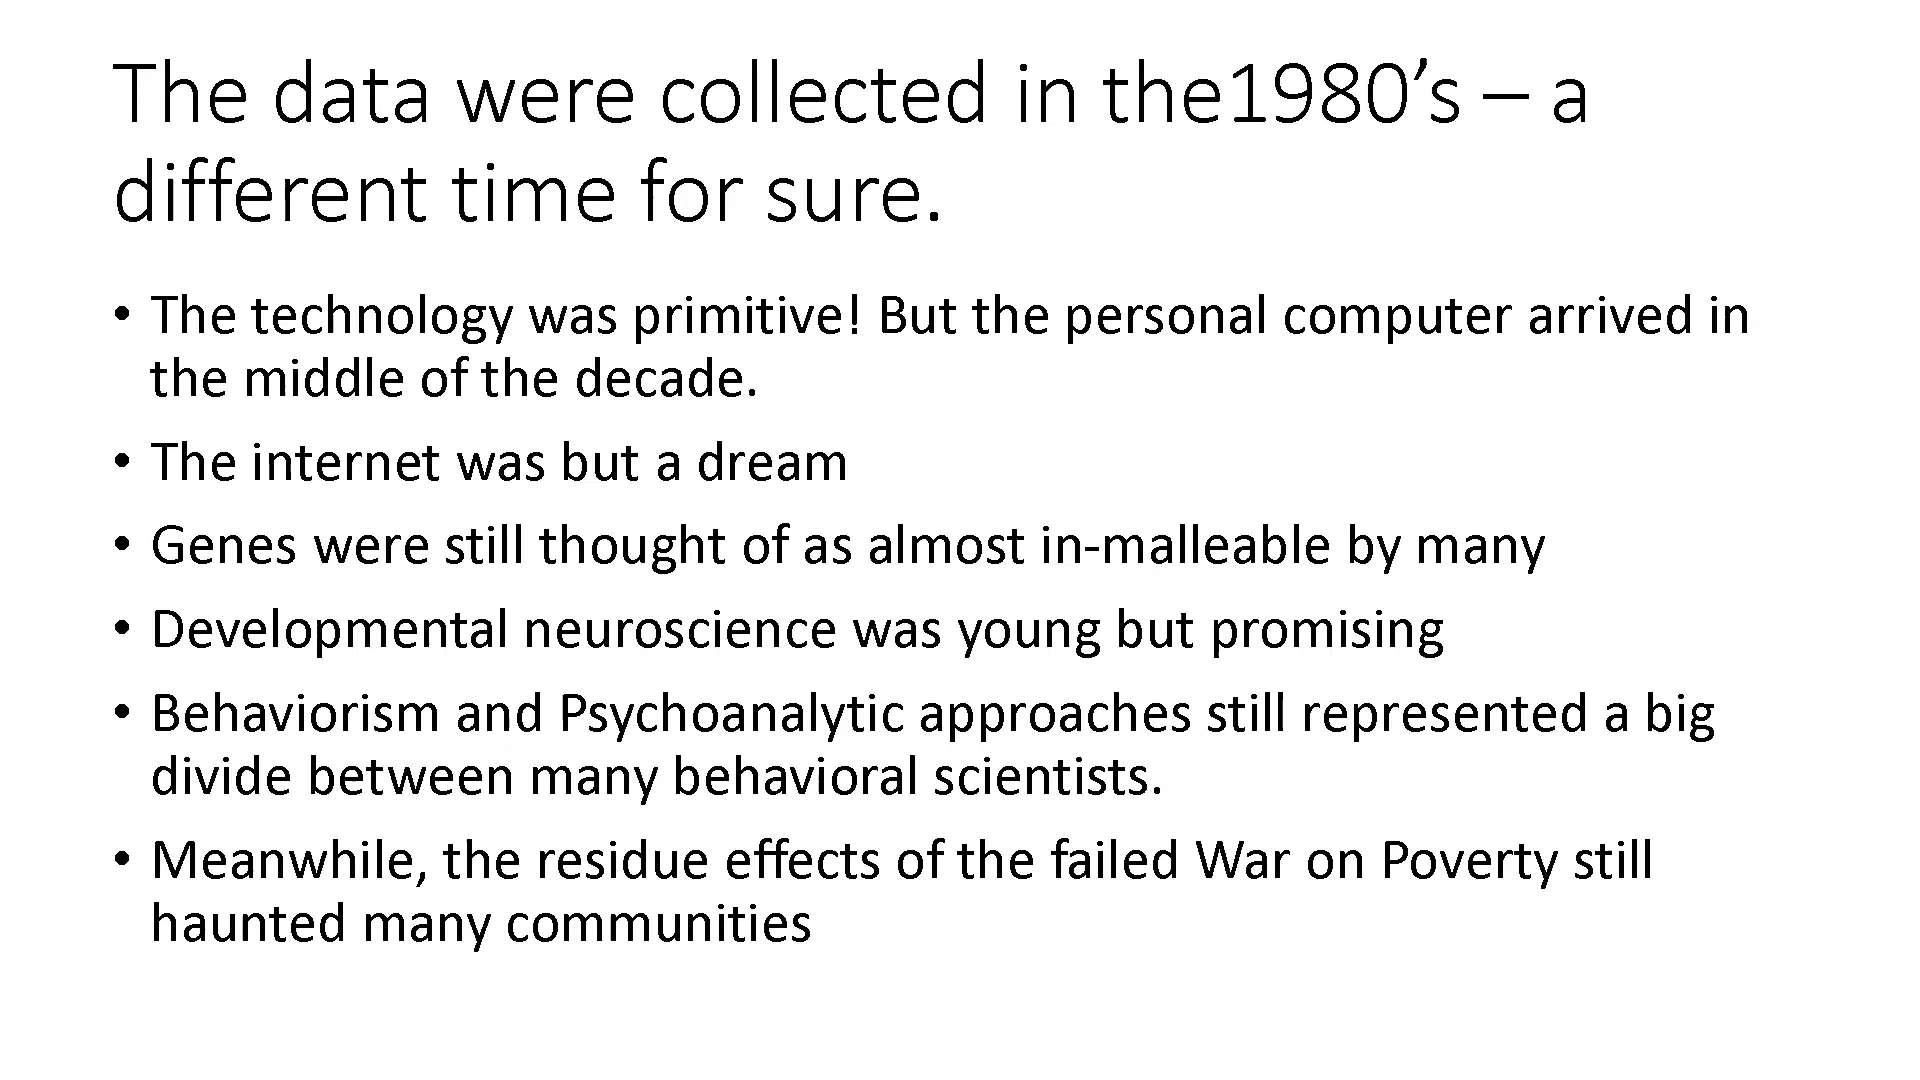 The data were collected in the1980’s – a
different time for sure.
• The technology was primitive! But the personal computer arrived in
the middle of the decade.
• The internet was but a dream
• Genes were still thought of as almost in-malleable by many
• Developmental neuroscience was young but promising
• Behaviorism and Psychoanalytic approaches still represented a big
divide between many behavioral scientists.
• Meanwhile, the residue effects of the failed War on Poverty still
haunted many communities